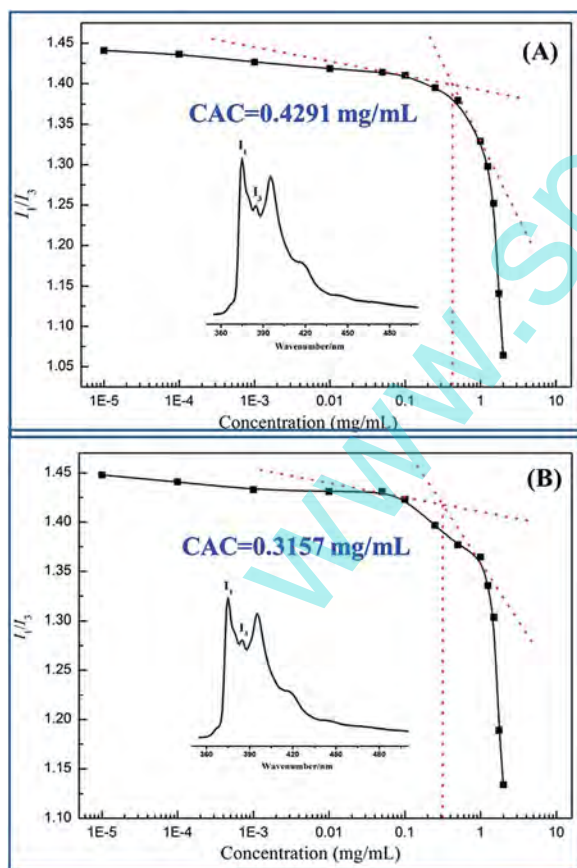 (A)
CAC=0.4291 mg/mL
I1
I3
360 390 420 450 480
Wavenumber/nm
1.45
1.40
1.35
1.30
1.25
1.20
1.15
1.10
1.05
I1/I3
1E-5 1E-4 1E-3 0.01 0.1 1 10
Concentration (mg/mL)
www.sp
(B)
CAC=0.3157 mg/mL
I1
I3
360 390 420 450 480
Wavenumber/nm
1.45
1.40
1.35
1.30
1.25
1.20
1.15
1.10
I1/I3
1E-5 1E-4 1E-3 0.01 0.1 1 10
Concentration (mg/mL)